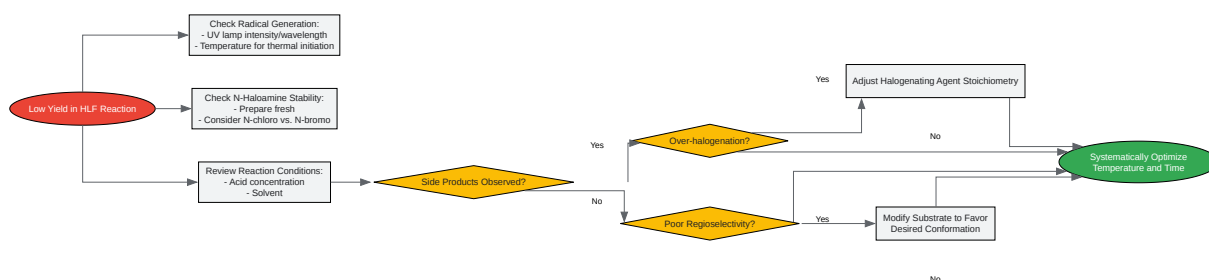 Check Radical Generation:
- UV lamp intensity/wavelength
- Temperature for thermal initiation
Low Yield in HLF Reaction
Check N-Haloamine Stability:
- Prepare fresh
- Consider N-chloro vs. N-bromo
Review Reaction Conditions:
- Acid concentration
- Solvent
Side Products Observed?
Yes
No
Over-halogenation?
Poor Regioselectivity?
Yes
Adjust Halogenating Agent Stoichiometry
No
Yes
Modify Substrate to Favor
Desired Conformation
No
Systematically Optimize
Temperature and Time